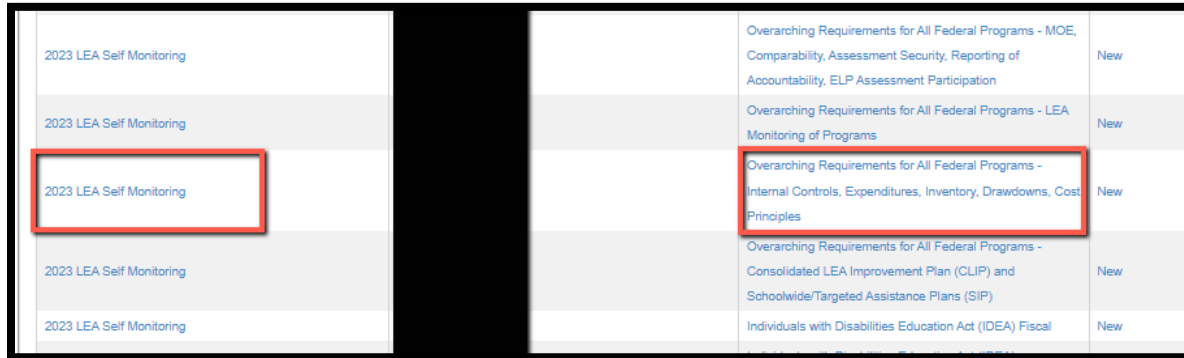 Overarching Requirements for All Federal Programs - MOE,
2023 LEA Self Monitoring Comparability, Assessment Security, Reporting of New
Accountability, ELP Assessment Participation
2023 LEA Self Monitoring Overarching Requirements for All Federal Programs - LEA New
Monitoring of Programs
Overarching Requirements for All Federal Programs -
2023 LEA Self Monitoring Internal Controls, Expenditures, Inventory, Drawdowns, Cost New
Principles
Overarching Requirements for All Federal Programs -
2023 LEA Self Monitoring Consolidated LEA Improvement Plan (CLIP) and New
Schoolwide/Targeted Assistance Plans (SIP)
2023 LEA Self Monitoring Individuals with Disabilities Education Act (IDEA) Fiscal New